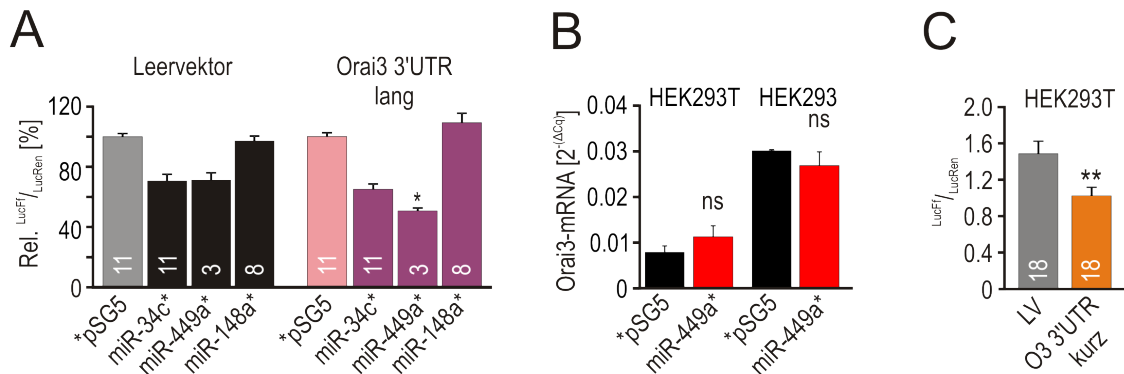 A
Leervektor
Orai3 3'UTR
lang
Rel. LucFf/LucRen [%]
120
80
40
0
11
11
3
8
11
11
3
8
*
*pSG5
miR-34c*
miR-449a*
miR-148a*
*pSG5
miR-34c*
miR-449a*
miR-148a*
B
HEK293T
HEK293
Orai3-mRNA [2-(ΔCq)]
0.04
0.03
0.02
0.01
0
ns
ns
*pSG5
miR-449a*
*pSG5
miR-449a*
C
HEK293T
LucFf/LucRen
2.0
1.6
1.2
0.8
0.4
0
**
18
18
LV
O3 3'UTR
kurz